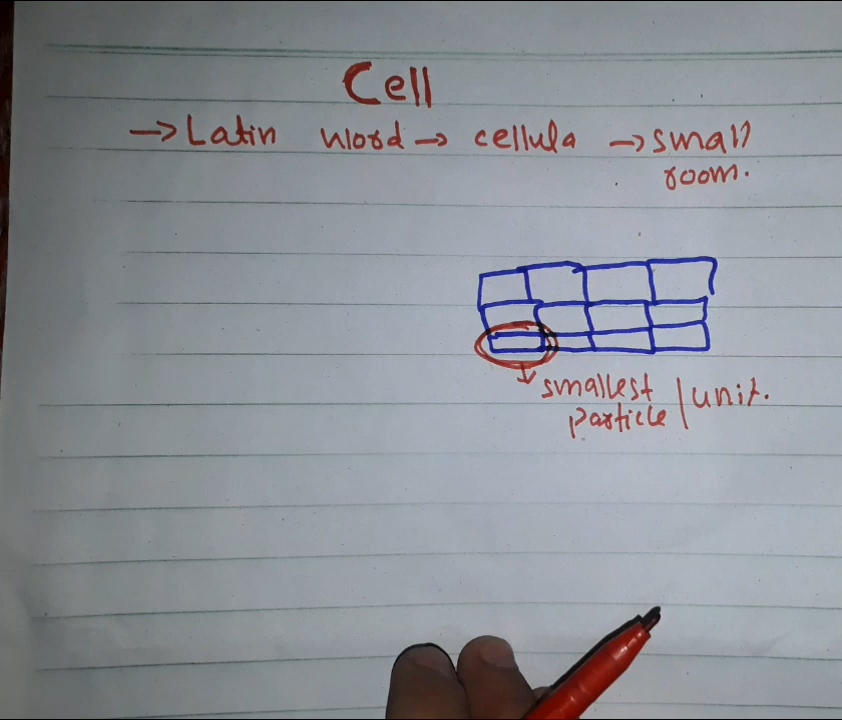 Cell
→ Latin word → cellula → small
room.
smallest
particle / unit.